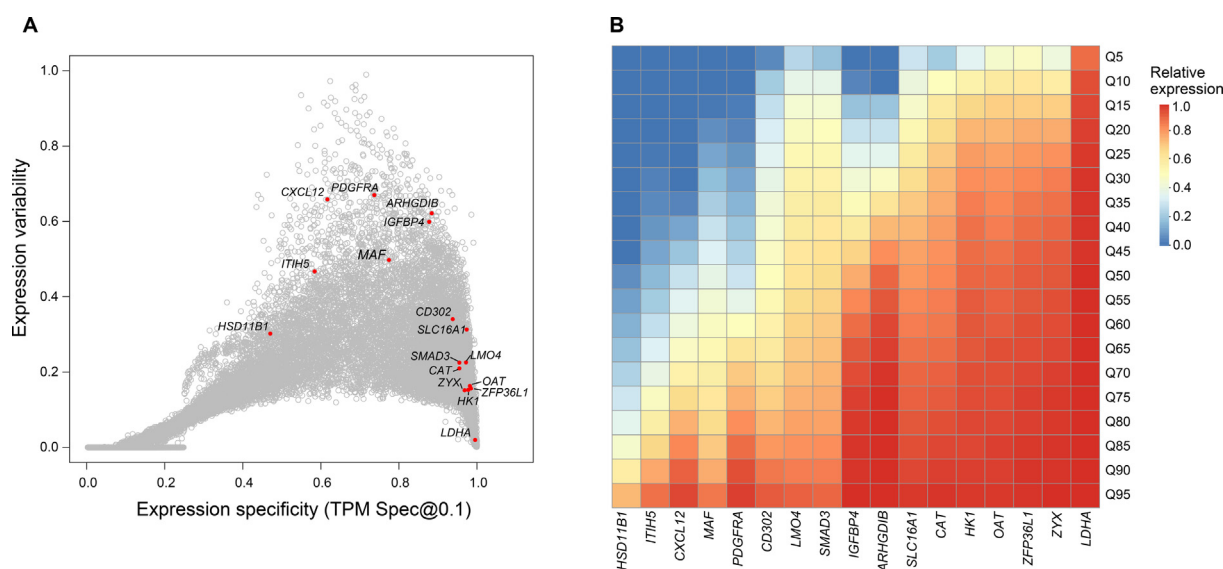 A
B
Expression variability
1.0
0.8
0.6
0.4
0.2
0.0
CXCL12
PDGFRA
ARHGDIB
IGFBP4
MAF
ITIH5
CD302
SLC16A1
HSD11B1
SMAD3
LMO4
CAT
ZYX
OAT
ZFP36L1
HK1
LDHA
0.0
0.2
0.4
0.6
0.8
1.0
Expression specificity (TPM Spec@0.1)
Q5
Q10
Q15
Q20
Q25
Q30
Q35
Q40
Q45
Q50
Q55
Q60
Q65
Q70
Q75
Q80
Q85
Q90
Q95
HSD11B1
ITIH5
CXCL12
MAF
PDGFRA
CD302
LMO4
SMAD3
IGFBP4
ARHGDIB
SLC16A1
CAT
HK1
OAT
ZFP36L1
ZYX
LDHA
Relative
expression
1.0
0.8
0.6
0.4
0.2
0.0